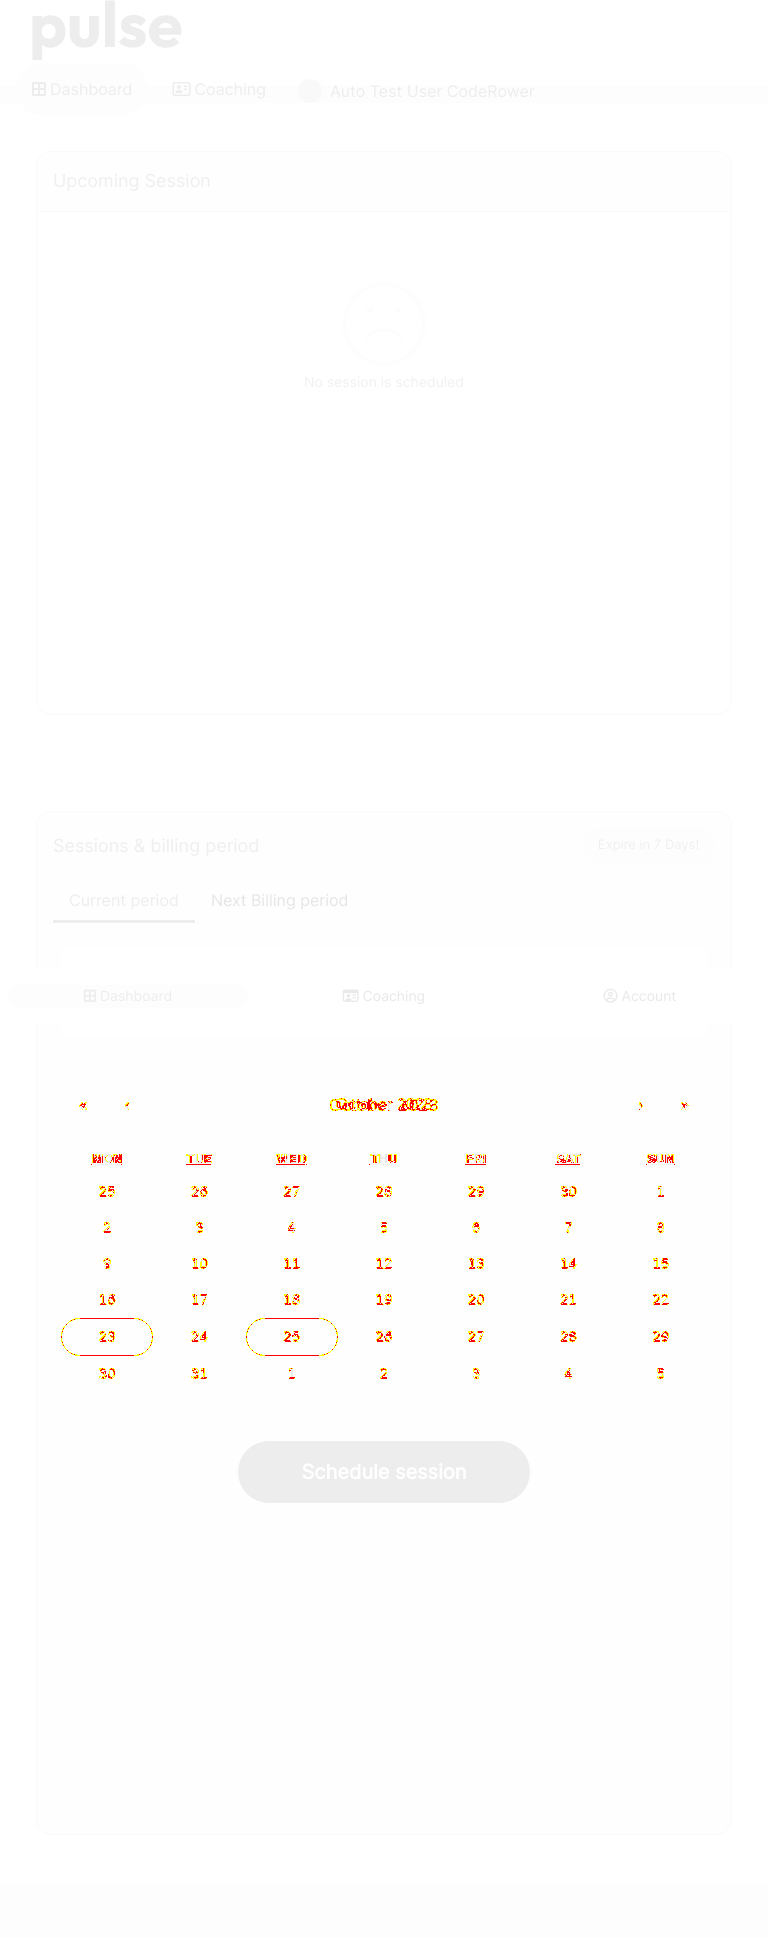 pulse
Dashboard Coaching Auto Test User CodeRower
Upcoming Session
No session is scheduled
Sessions & billing period Expire in 7 Days!
Current period Next Billing period
Dashboard Coaching Account
« ‹ October 2023 › »
MON TUE WED THU FRI SAT SUN
25 26 27 28 29 30 1
2 3 4 5 6 7 8
9 10 11 12 13 14 15
16 17 18 19 20 21 22
23 24 25 26 27 28 29
30 31 1 2 3 4 5
Schedule session